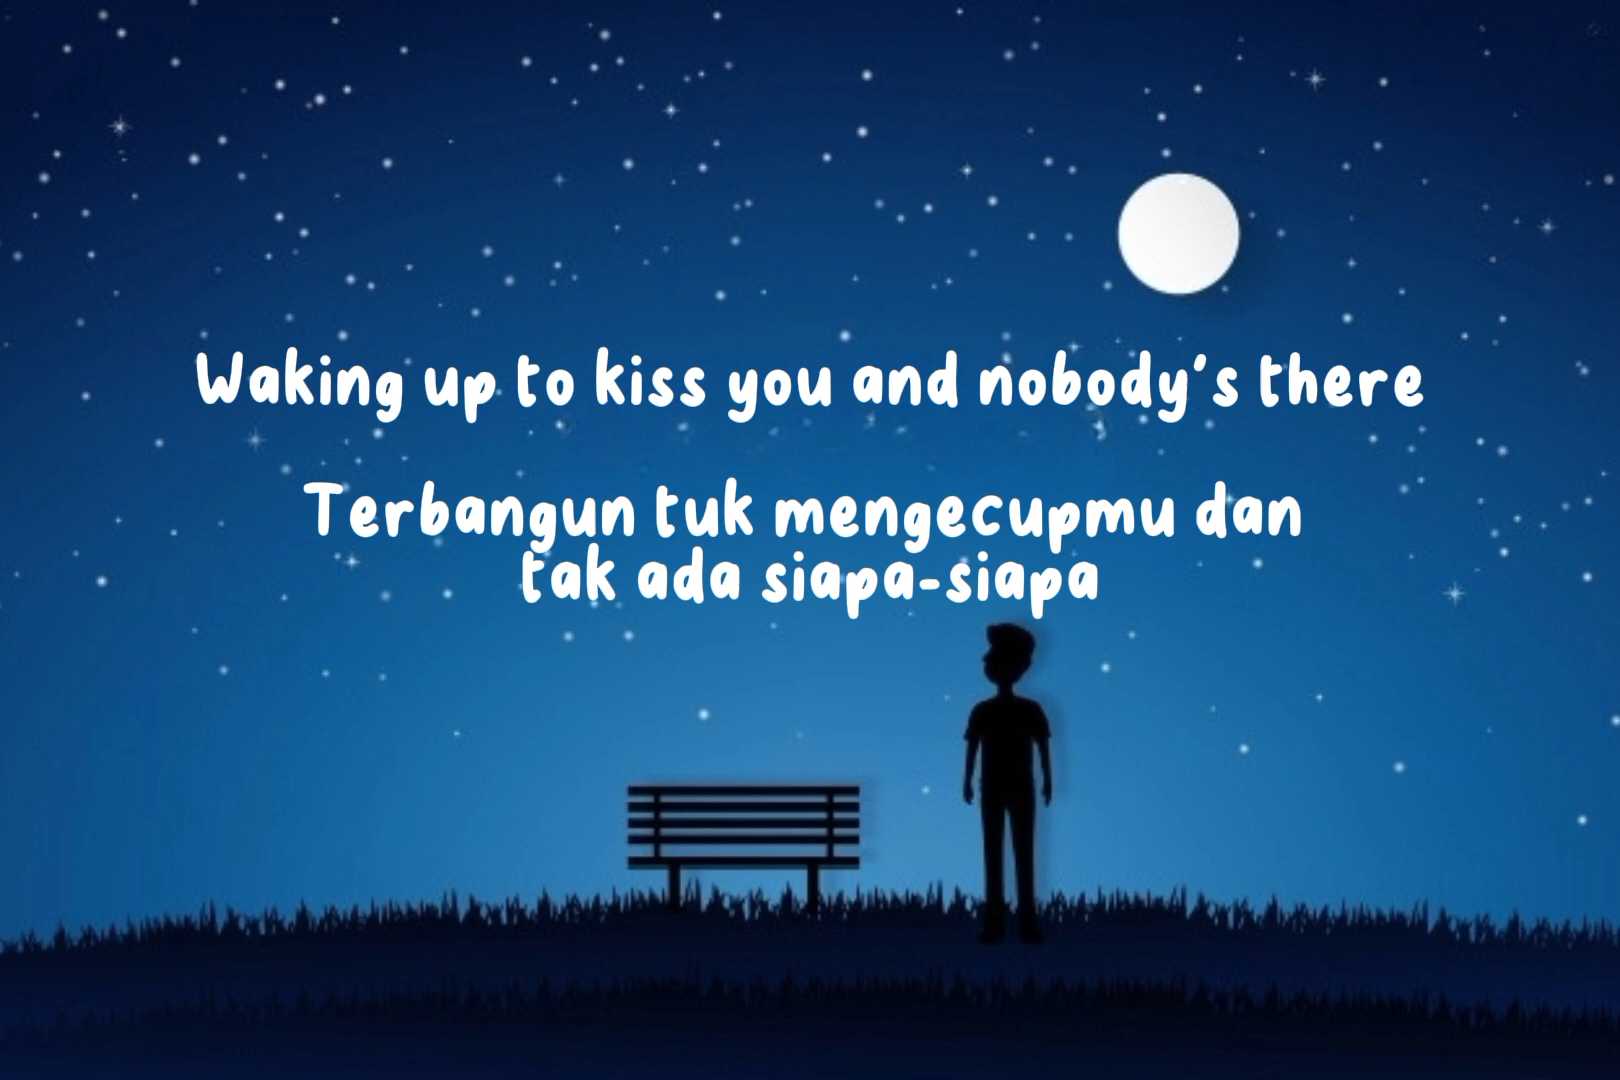 Waking up to kiss you and nobody's there
Terbangun tuk mengecupmu dan
tak ada siapa-siapa